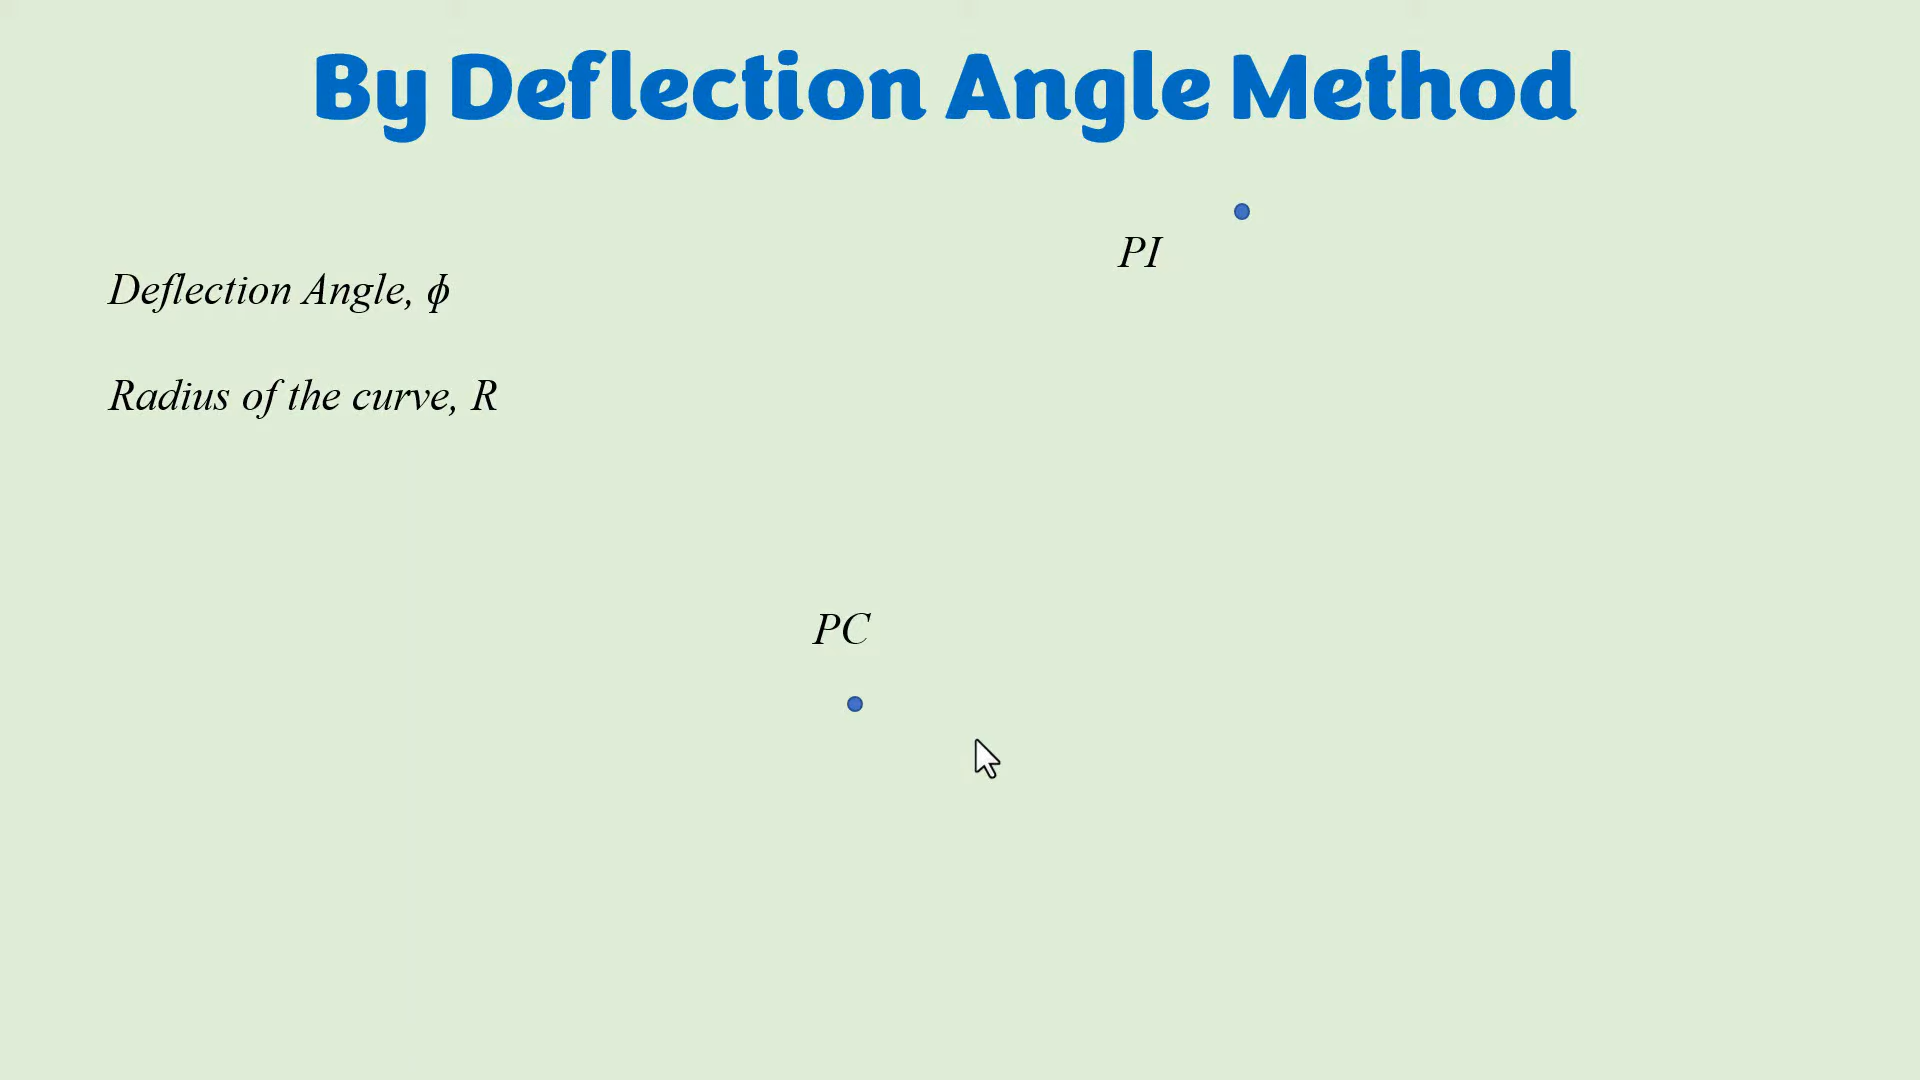 By Deflection Angle Method
PI
Deflection Angle, ϕ
Radius of the curve, R
PC